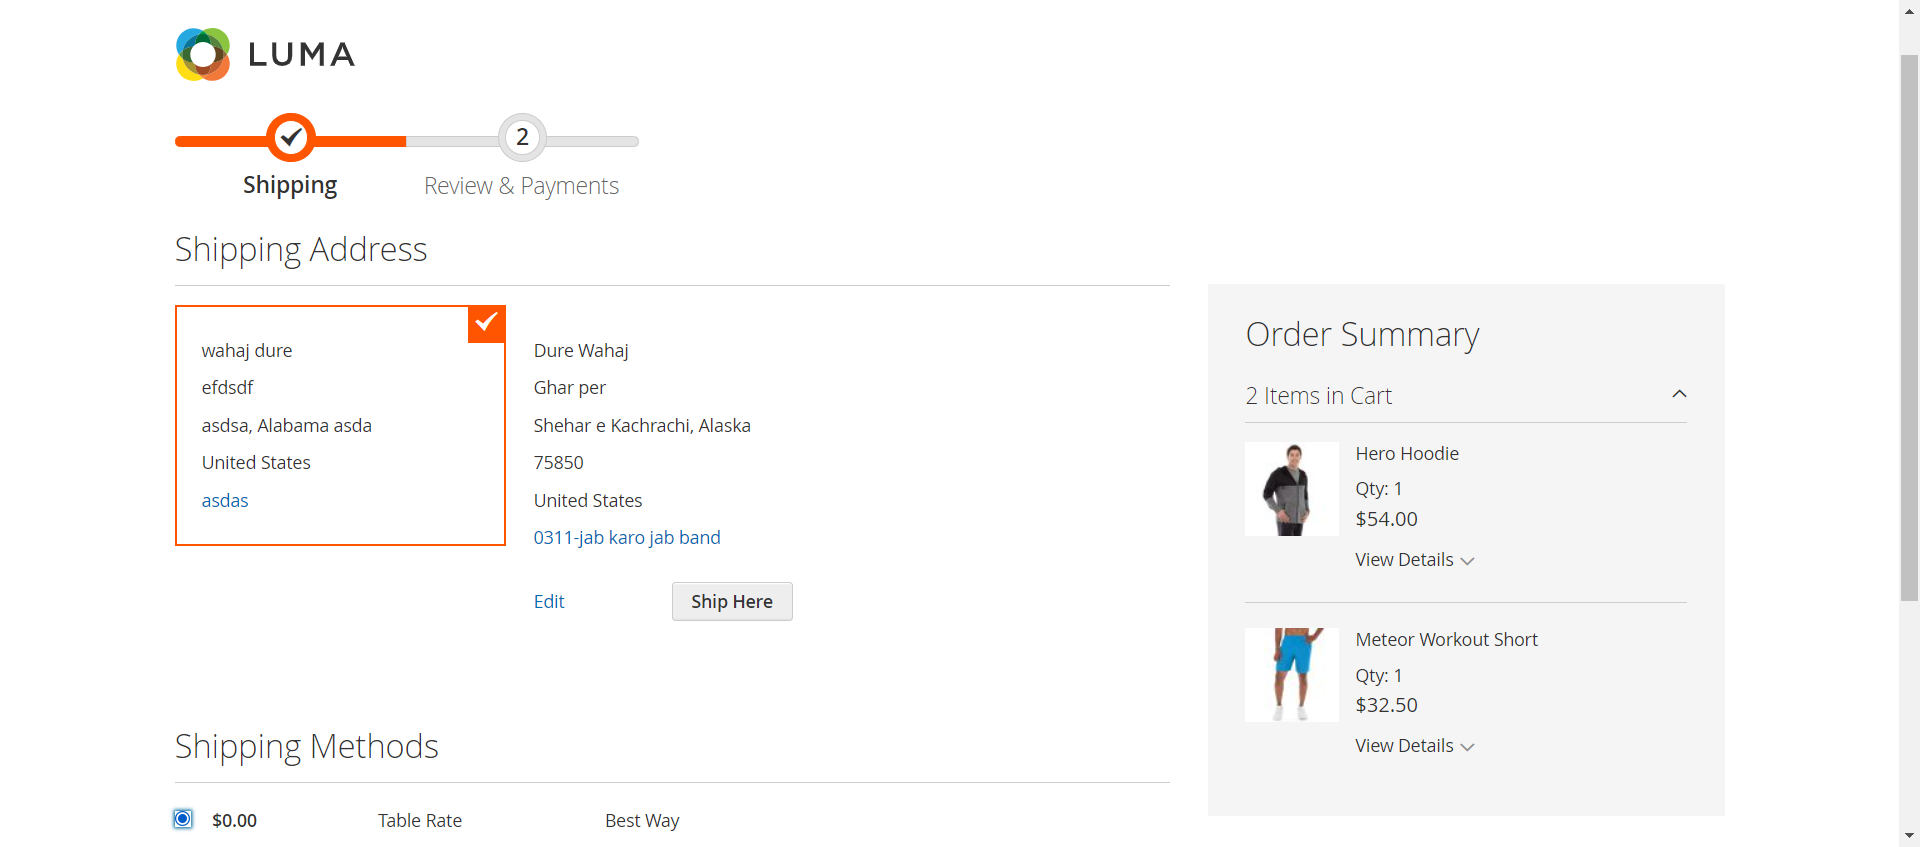 LUMA
2
Shipping
Review & Payments
Shipping Address
wahaj dure
efdsdf
asdsa, Alabama asda
United States
asdas
Dure Wahaj
Ghar per
Shehar e Kachrachi, Alaska
75850
United States
0311-jab karo jab band
Edit
Ship Here
Shipping Methods
$0.00 Table Rate Best Way
Order Summary
2 Items in Cart
Hero Hoodie
Qty: 1
$54.00
View Details
Meteor Workout Short
Qty: 1
$32.50
View Details